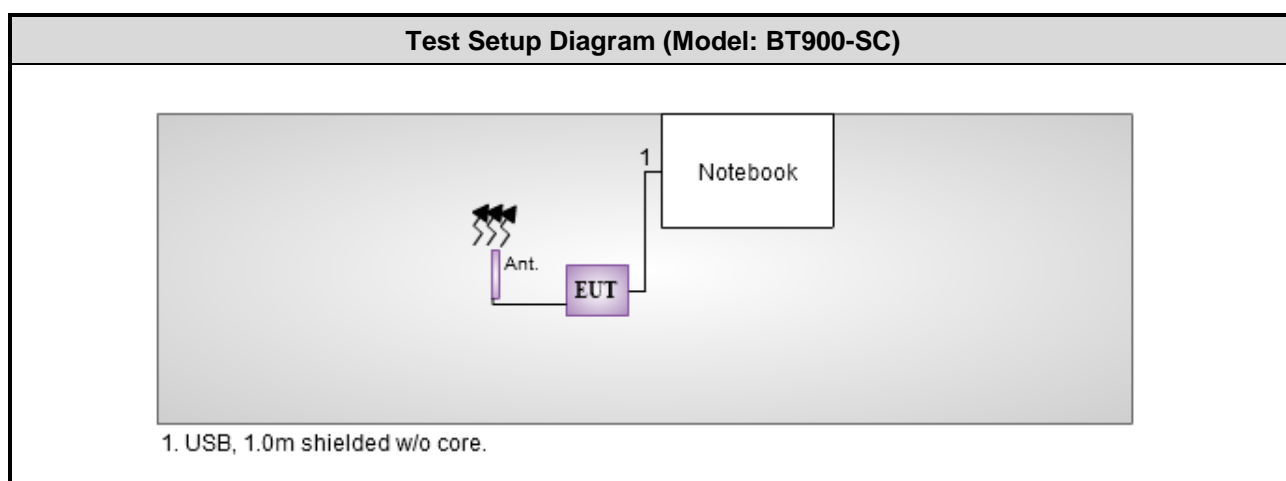 Test Setup Diagram (Model: BT900-SC)
1
Notebook
Ant.
EUT
1. USB, 1.0m shielded w/o core.